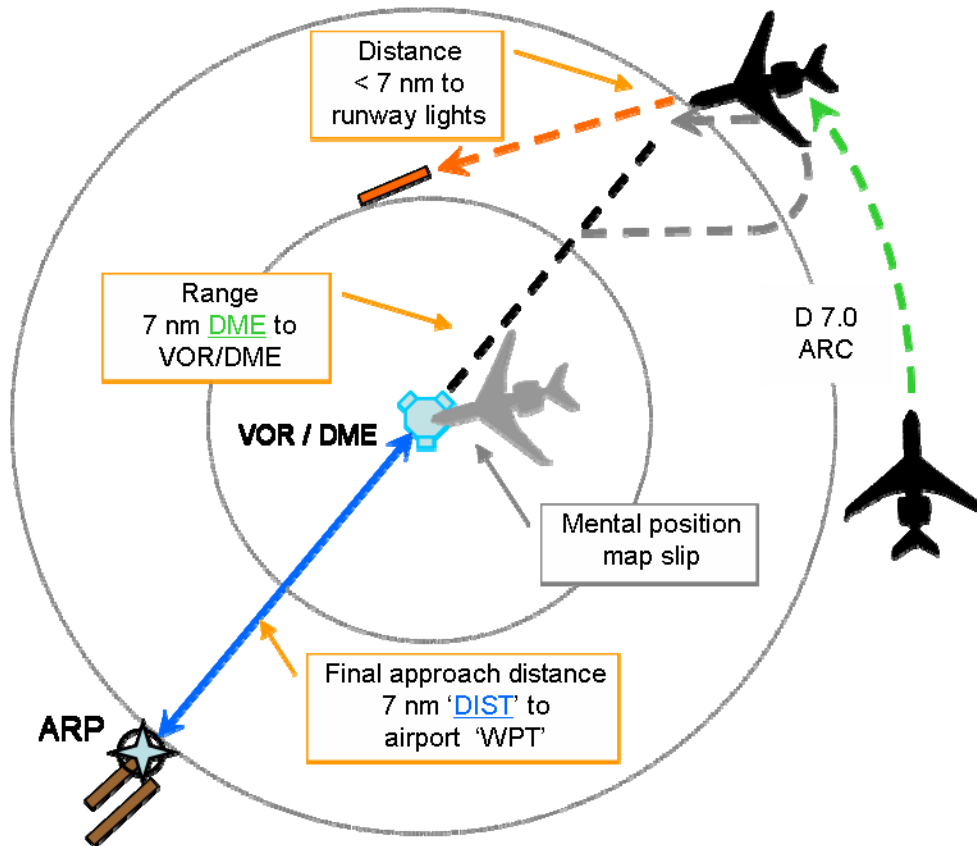 Distance
< 7 nm to
runway lights
Range
7 nm DME to
VOR/DME
D 7.0
ARC
VOR / DME
Mental position
map slip
Final approach distance
7 nm ‘DIST’ to
airport ‘WPT’
ARP